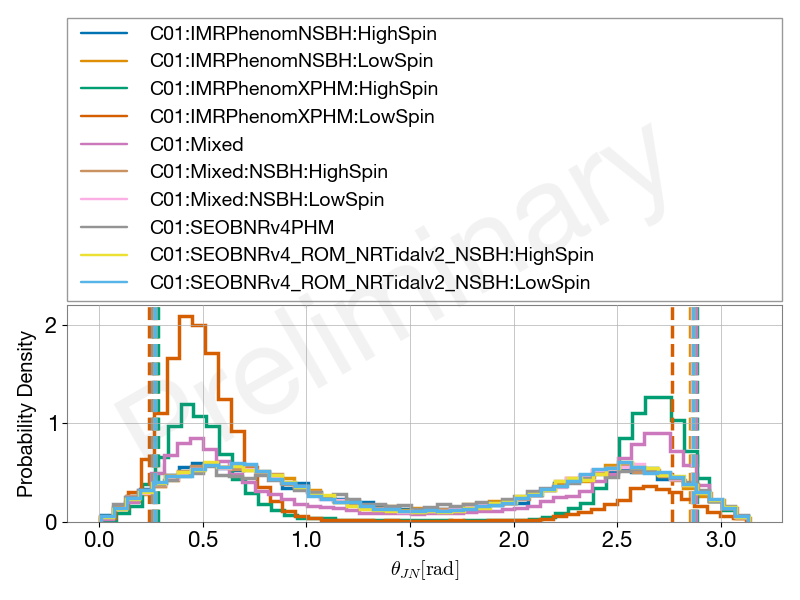 C01:IMRPhenomNSBH:HighSpin
C01:IMRPhenomNSBH:LowSpin
C01:IMRPhenomXPHM:HighSpin
C01:IMRPhenomXPHM:LowSpin
C01:Mixed
C01:Mixed:NSBH:HighSpin
C01:Mixed:NSBH:LowSpin
C01:SEOBNRv4PHM
C01:SEOBNRv4_ROM_NRTidalv2_NSBH:HighSpin
C01:SEOBNRv4_ROM_NRTidalv2_NSBH:LowSpin
Preliminary
Probability Density
2
1
0
0.0 0.5 1.0 1.5 2.0 2.5 3.0
θ_JN[rad]